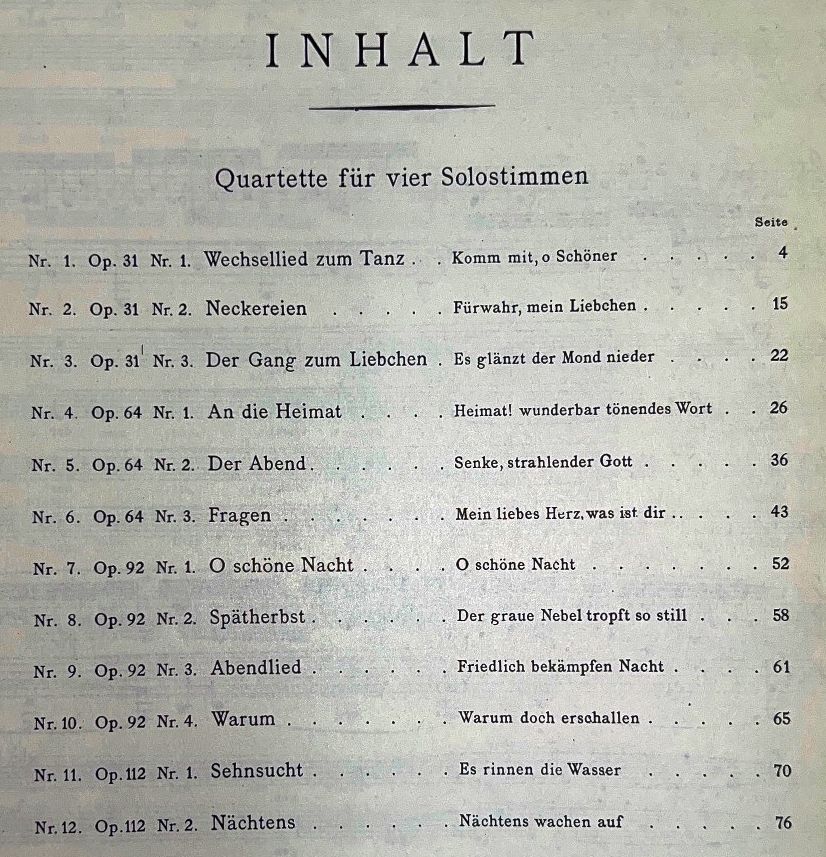 INHALT
Quartette für vier Solostimmen
Seite
Nr. 1. Op. 31 Nr. 1. Wechsellied zum Tanz . . Komm mit, o Schöner . . . . . 4
Nr. 2. Op. 31 Nr. 2. Neckereien . . . . . Fürwahr, mein Liebchen . . . . . 15
Nr. 3. Op. 31 Nr. 3. Der Gang zum Liebchen . Es glänzt der Mond nieder . . . . 22
Nr. 4. Op. 64 Nr. 1. An die Heimat . . . . Heimat! wunderbar tönendes Wort . . 26
Nr. 5. Op. 64 Nr. 2. Der Abend . . . . . . Senke, strahlender Gott . . . . . 36
Nr. 6. Op. 64 Nr. 3. Fragen . . . . . . . Mein liebes Herz, was ist dir . . . . . 43
Nr. 7. Op. 92 Nr. 1. O schöne Nacht . . . . O schöne Nacht . . . . . . . 52
Nr. 8. Op. 92 Nr. 2. Spätherbst . . . . . . Der graue Nebel tropft so still . . . 58
Nr. 9. Op. 92 Nr. 3. Abendlied . . . . . . Friedlich bekämpfen Nacht . . . . 61
Nr. 10. Op. 92 Nr. 4. Warum . . . . . . . Warum doch erschallen . . . . . 65
Nr. 11. Op. 112 Nr. 1. Sehnsucht . . . . . . Es rinnen die Wasser . . . . . 70
Nr. 12. Op. 112 Nr. 2. Nächtens . . . . . . Nächtens wachen auf . . . . . 76